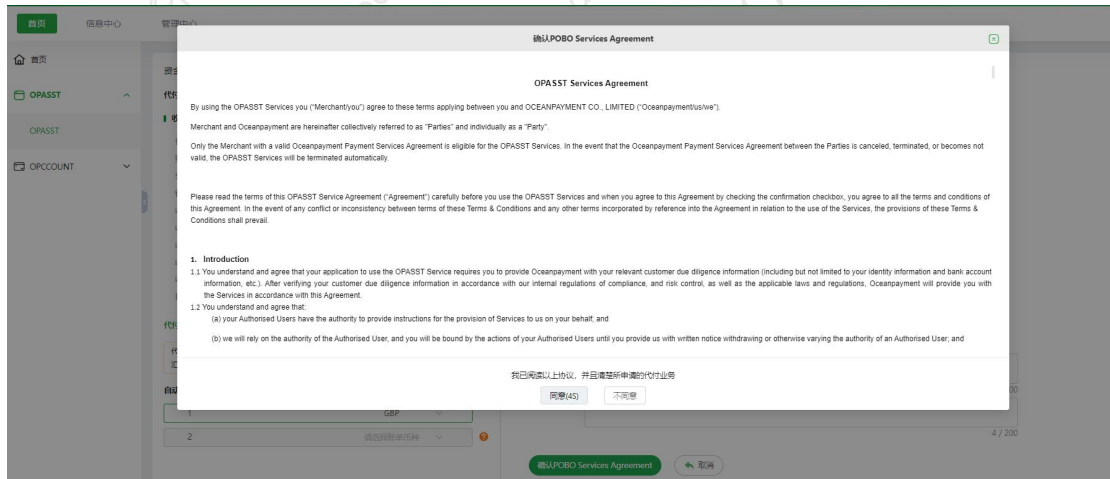 首页 信息中心 管理中心
确认POBO Services Agreement
首页
OPASST
OPASST
OPCCOUNT
OPASST Services Agreement
By using the OPASST Services you ("Merchant/you") agree to these terms applying between you and OCEANPAYMENT CO., LIMITED ("Oceanpayment/us/we").
Merchant and Oceanpayment are hereinafter collectively referred to as "Parties" and individually as a "Party".
Only the Merchant with a valid Oceanpayment Payment Services Agreement is eligible for the OPASST Services. In the event that the Oceanpayment Payment Services Agreement between the Parties is canceled, terminated, or becomes not
valid, the OPASST Services will be terminated automatically.
Please read the terms of this OPASST Service Agreement ("Agreement") carefully before you use the OPASST Services and when you agree to this Agreement by checking the confirmation checkbox, you agree to all the terms and conditions of
this Agreement. In the event of any conflict or inconsistency between terms of these Terms & Conditions and any other terms incorporated by reference into the Agreement in relation to the use of the Services, the provisions of these Terms &
Conditions shall prevail.
1. Introduction
1.1 You understand and agree that your application to use the OPASST Service requires you to provide Oceanpayment with your relevant customer due diligence information (including but not limited to your identity information and bank account
information, etc.). After verifying your customer due diligence information in accordance with our internal regulations of compliance, and risk control, as well as the applicable laws and regulations, Oceanpayment will provide you with
the Services in accordance with this Agreement.
1.2 You understand and agree that:
(a) your Authorised Users have the authority to provide instructions for the provision of Services to us on your behalf; and
(b) we will rely on the authority of the Authorised User, and you will be bound by the actions of your Authorised Users until you provide us with written notice withdrawing or otherwise varying the authority of an Authorised User; and
我已阅读以上协议，并且清楚所申请的代付业务
同意(4S) 不同意
1 GBP
2 请选择账单币种
4 / 200
确认POBO Services Agreement 取消